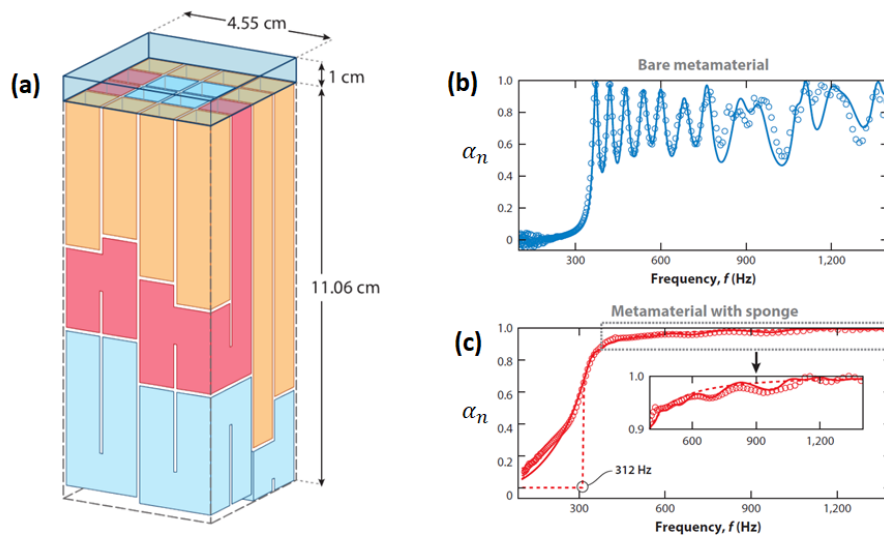 (a)
4.55 cm
1 cm
11.06 cm
(b)
Bare metamaterial
αn
1.0
0.8
0.6
0.4
0.2
0
300
600
900
1,200
Frequency, f (Hz)
(c)
Metamaterial with sponge
αn
1.0
0.8
0.6
0.4
0.2
0
1.0
0.9
600
900
1,200
312 Hz
300
600
900
1,200
Frequency, f (Hz)